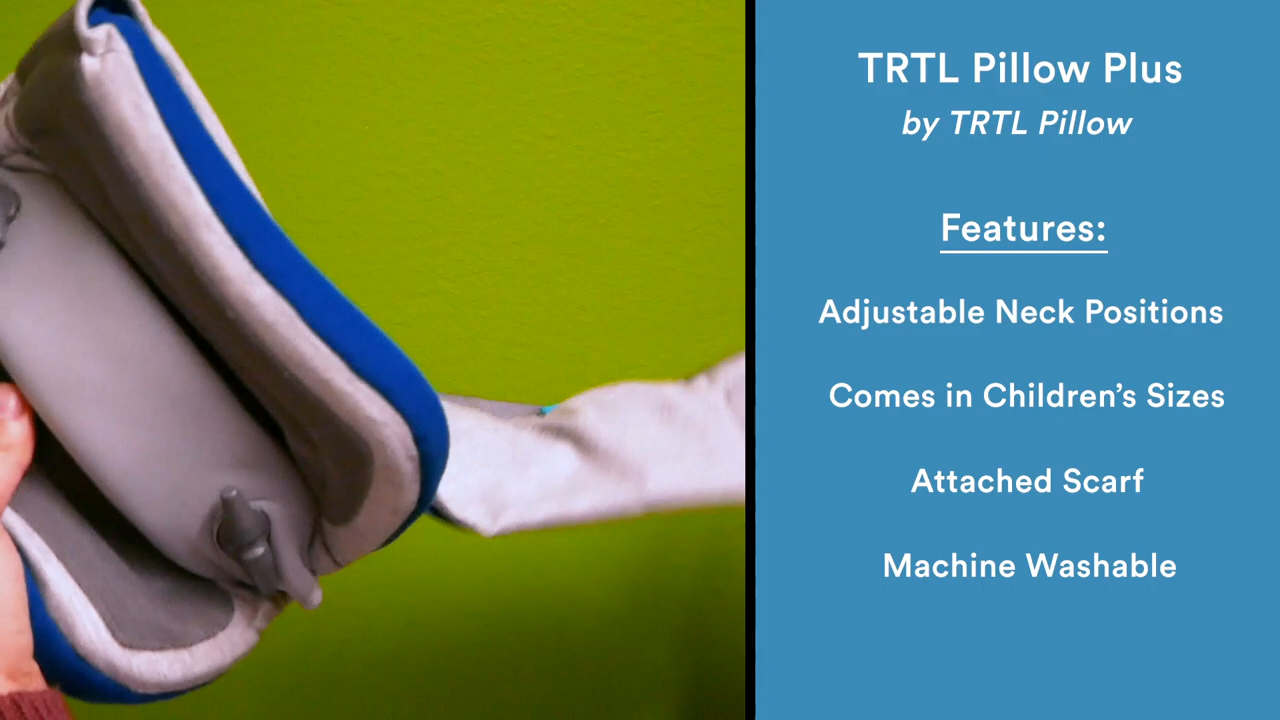 TRTL Pillow Plus
by TRTL Pillow
Features:
Adjustable Neck Positions
Comes in Children’s Sizes
Attached Scarf
Machine Washable